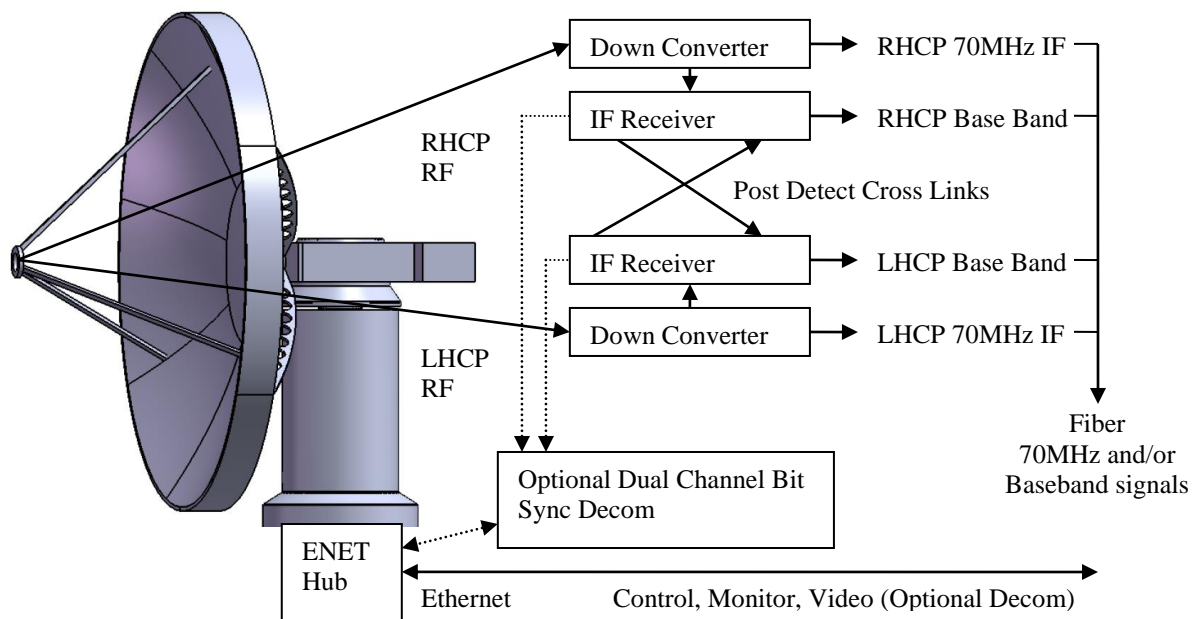 Down Converter
RHCP 70MHz IF
IF Receiver
RHCP Base Band
RHCP
RF
Post Detect Cross Links
IF Receiver
LHCP Base Band
Down Converter
LHCP 70MHz IF
LHCP
RF
Fiber
70MHz and/or
Baseband signals
Optional Dual Channel Bit
Sync Decom
ENET
Hub
Ethernet
Control, Monitor, Video (Optional Decom)